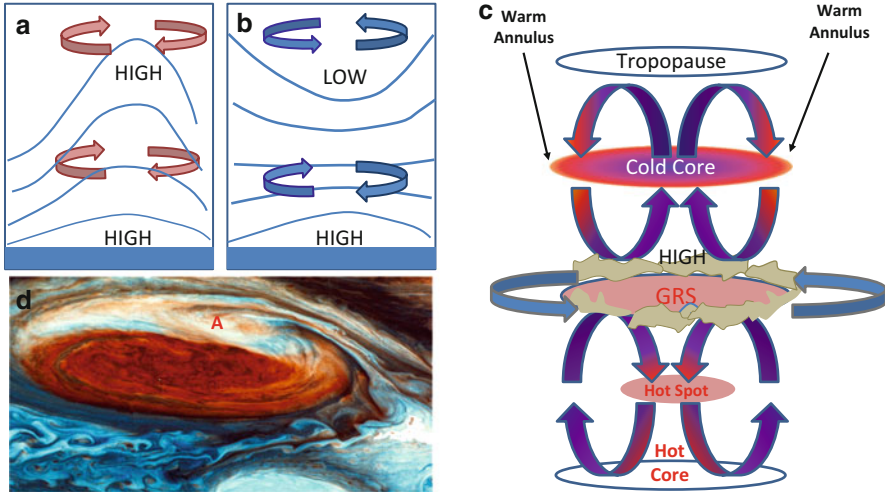 a
HIGH
HIGH
b
LOW
HIGH
c
Warm
Annulus
Warm
Annulus
Tropopause
Cold Core
HIGH
GRS
Hot Spot
Hot
Core
d
A